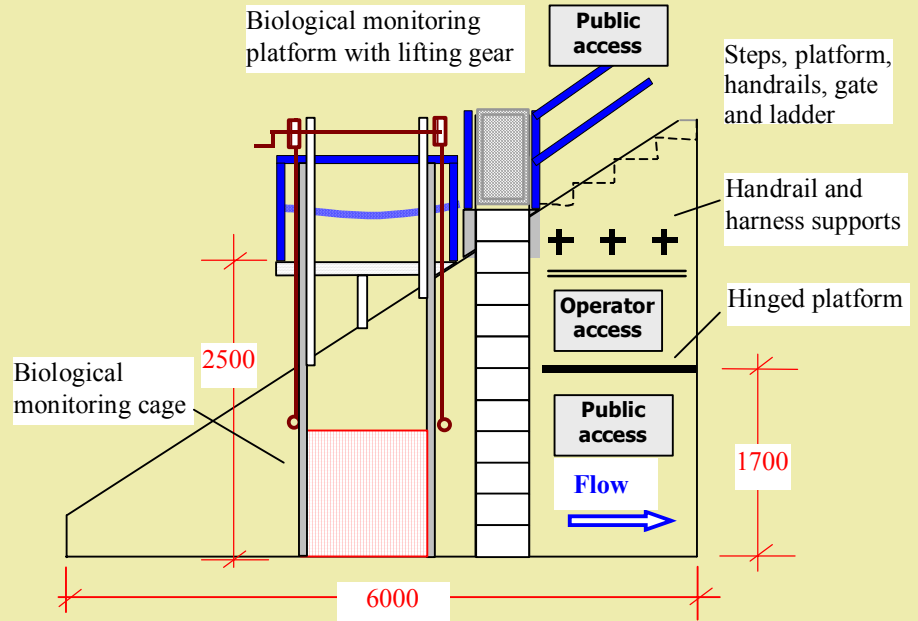 Biological monitoring
platform with lifting gear
Public
access
Steps, platform,
handrails, gate
and ladder
Handrail and
harness supports
Operator
access
Hinged platform
2500
Biological
monitoring cage
Public
access
1700
Flow
6000